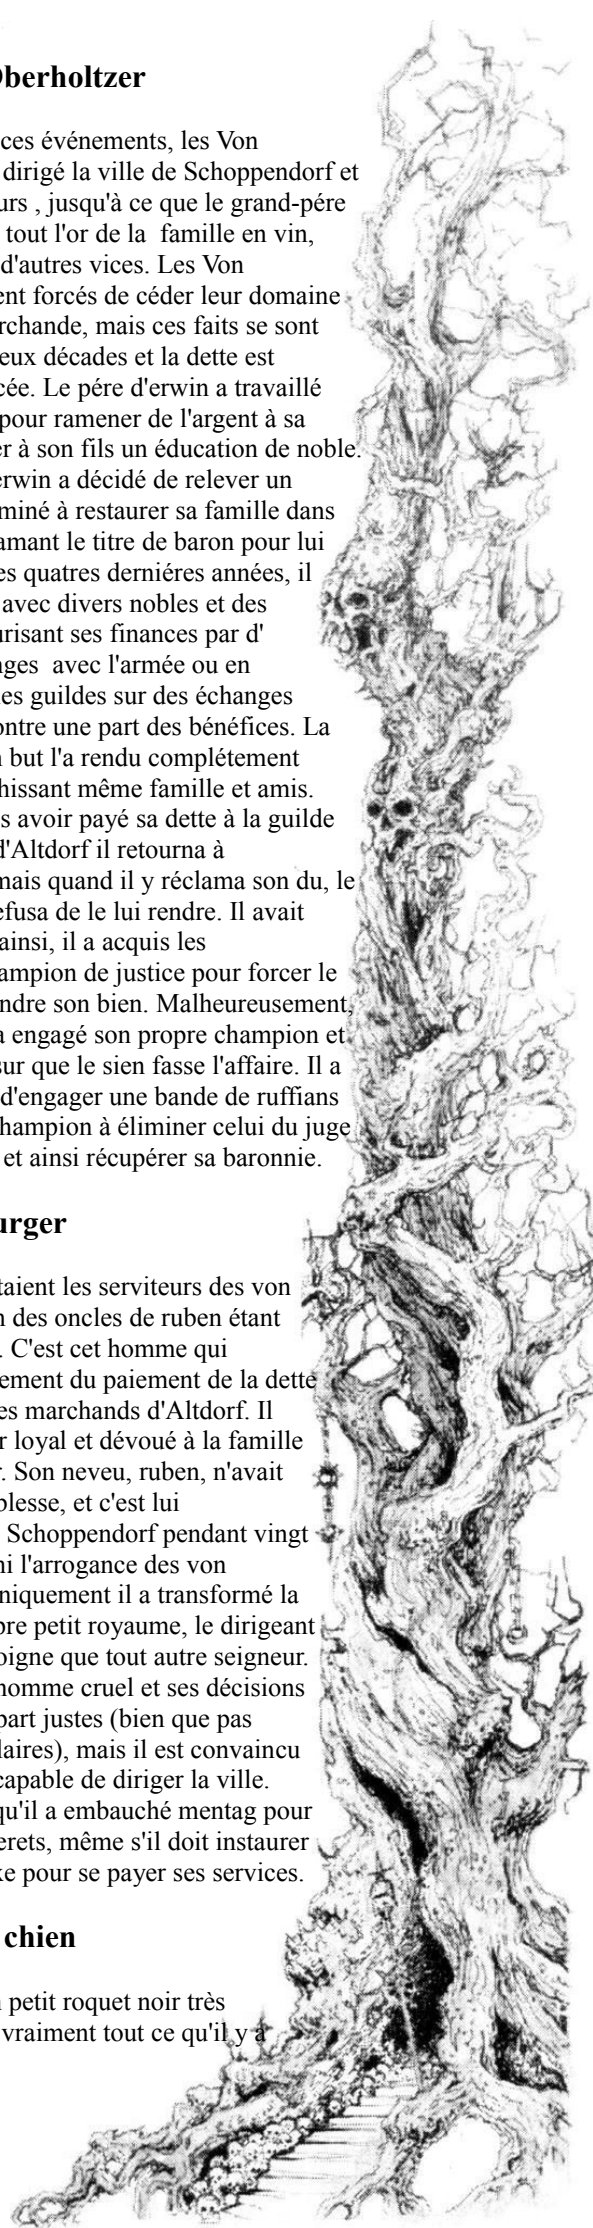 Oberholtzer
ces événements, les Von
dirigé la ville de Schoppendorf et
urs , jusqu'à ce que le grand-pére
tout l'or de la famille en vin,
d'autres vices. Les Von
ent forcés de céder leur domaine
rchande, mais ces faits se sont
eux décades et la dette est
cée. Le pére d'erwin a travaillé
pour ramener de l'argent à sa
er à son fils un éducation de noble.
erwin a décidé de relever un
miné à restaurer sa famille dans
amant le titre de baron pour lui
es quatres derniéres années, il
avec divers nobles et des
urisant ses finances par d'
nges avec l'armée ou en
les guildes sur des échanges
ontre une part des bénéfices. La
n but l'a rendu complétement
hissant même famille et amis.
s avoir payé sa dette à la guilde
d'Altdorf il retourna à
mais quand il y réclama son du, le
efusa de le lui rendre. Il avait
ainsi, il a acquis les
ampion de justice pour forcer le
endre son bien. Malheureusement,
a engagé son propre champion et
sur que le sien fasse l'affaire. Il a
d'engager une bande de ruffians
champion à éliminer celui du juge
et ainsi récupérer sa baronnie.
urger
taient les serviteurs des von
n des oncles de ruben étant
. C'est cet homme qui
ement du paiement de la dette
es marchands d'Altdorf. Il
r loyal et dévoué à la famille
r. Son neveu, ruben, n'avait
blesse, et c'est lui
Schoppendorf pendant vingt
ni l'arrogance des von
niquement il a transformé la
pre petit royaume, le dirigeant
oigne que tout autre seigneur.
homme cruel et ses décisions
part justes (bien que pas
laires), mais il est convaincu
capable de diriger la ville.
qu'il a embauché mentag pour
erets, même s'il doit instaurer
xe pour se payer ses services.
chien
n petit roquet noir très
vraiment tout ce qu'il y a